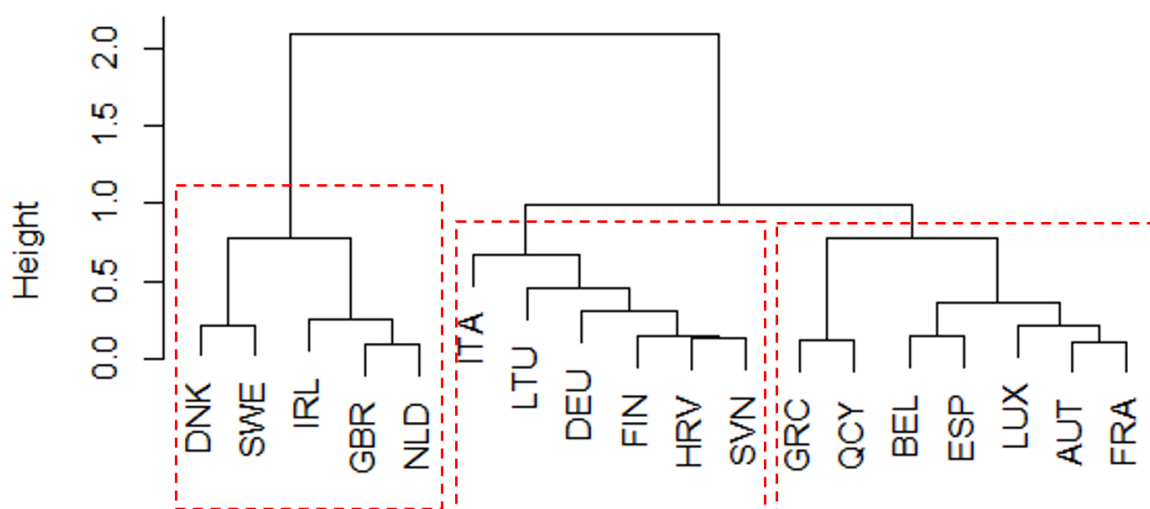 Height
2.0
1.5
1.0
0.5
0.0
DNK
SWE
IRL
GBR
NLD
ITA
LTU
DEU
FIN
HRV
SVN
GRC
QCY
BEL
ESP
LUX
AUT
FRA